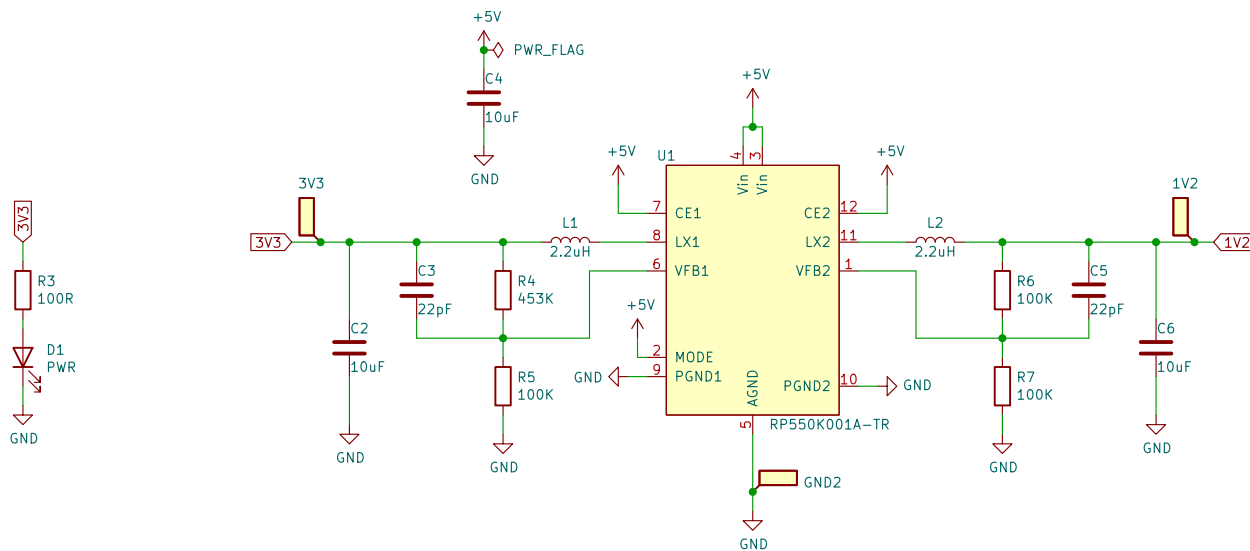 +5V
PWR_FLAG
C4
10uF
GND
+5V
U1
4
3
Vin
Vin
+5V
+5V
7
CE1
CE2
12
8
LX1
LX2
11
6
VFB1
VFB2
1
+5V
2
MODE
GND
9
PGND1
PGND2
10
GND
AGND
5
RP550K001A-TR
GND2
GND
3V3
R3
100R
D1
PWR
GND
3V3
3V3
L1
2.2uH
C3
22pF
R4
453K
C2
10uF
GND
R5
100K
GND
L2
2.2uH
1V2
1V2
R6
100K
C5
22pF
C6
10uF
GND
R7
100K
GND